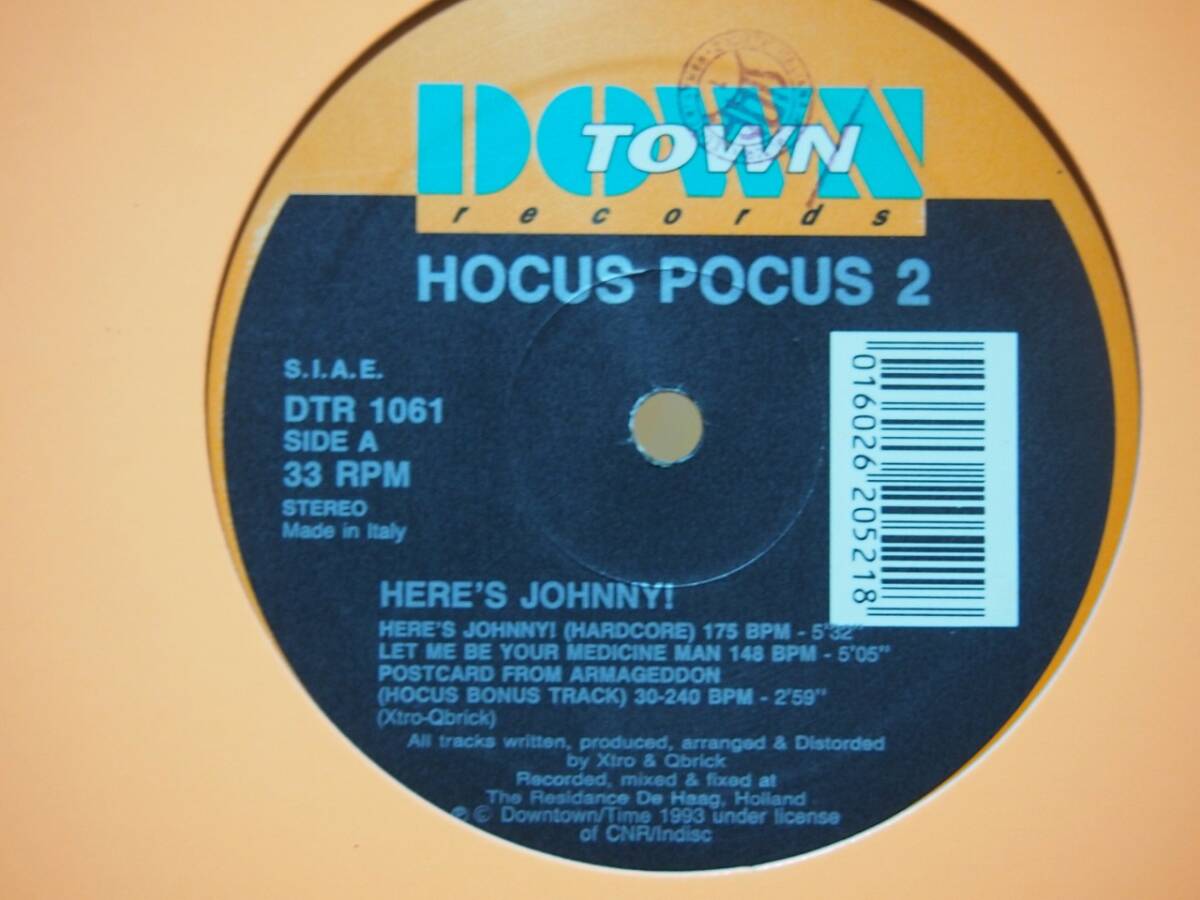 DOWN
TOWN
records
HOCUS POCUS 2
S.I.A.E.
DTR 1061
SIDE A
33 RPM
STEREO
Made in Italy
016026 205218
HERE'S JOHNNY!
HERE'S JOHNNY! (HARDCORE) 175 BPM - 5'32"
LET ME BE YOUR MEDICINE MAN 148 BPM - 5'05"
POSTCARD FROM ARMAGEDDON
(HOCUS BONUS TRACK) 30-240 BPM - 2'59"
(Xtro-Qbrick)
All tracks written, produced, arranged & Distorded
by Xtro & Qbrick
Recorded, mixed & fixed at
The Residance De Haag, Holland
℗ © Downtown/Time 1993 under license
of CNR/Indisc